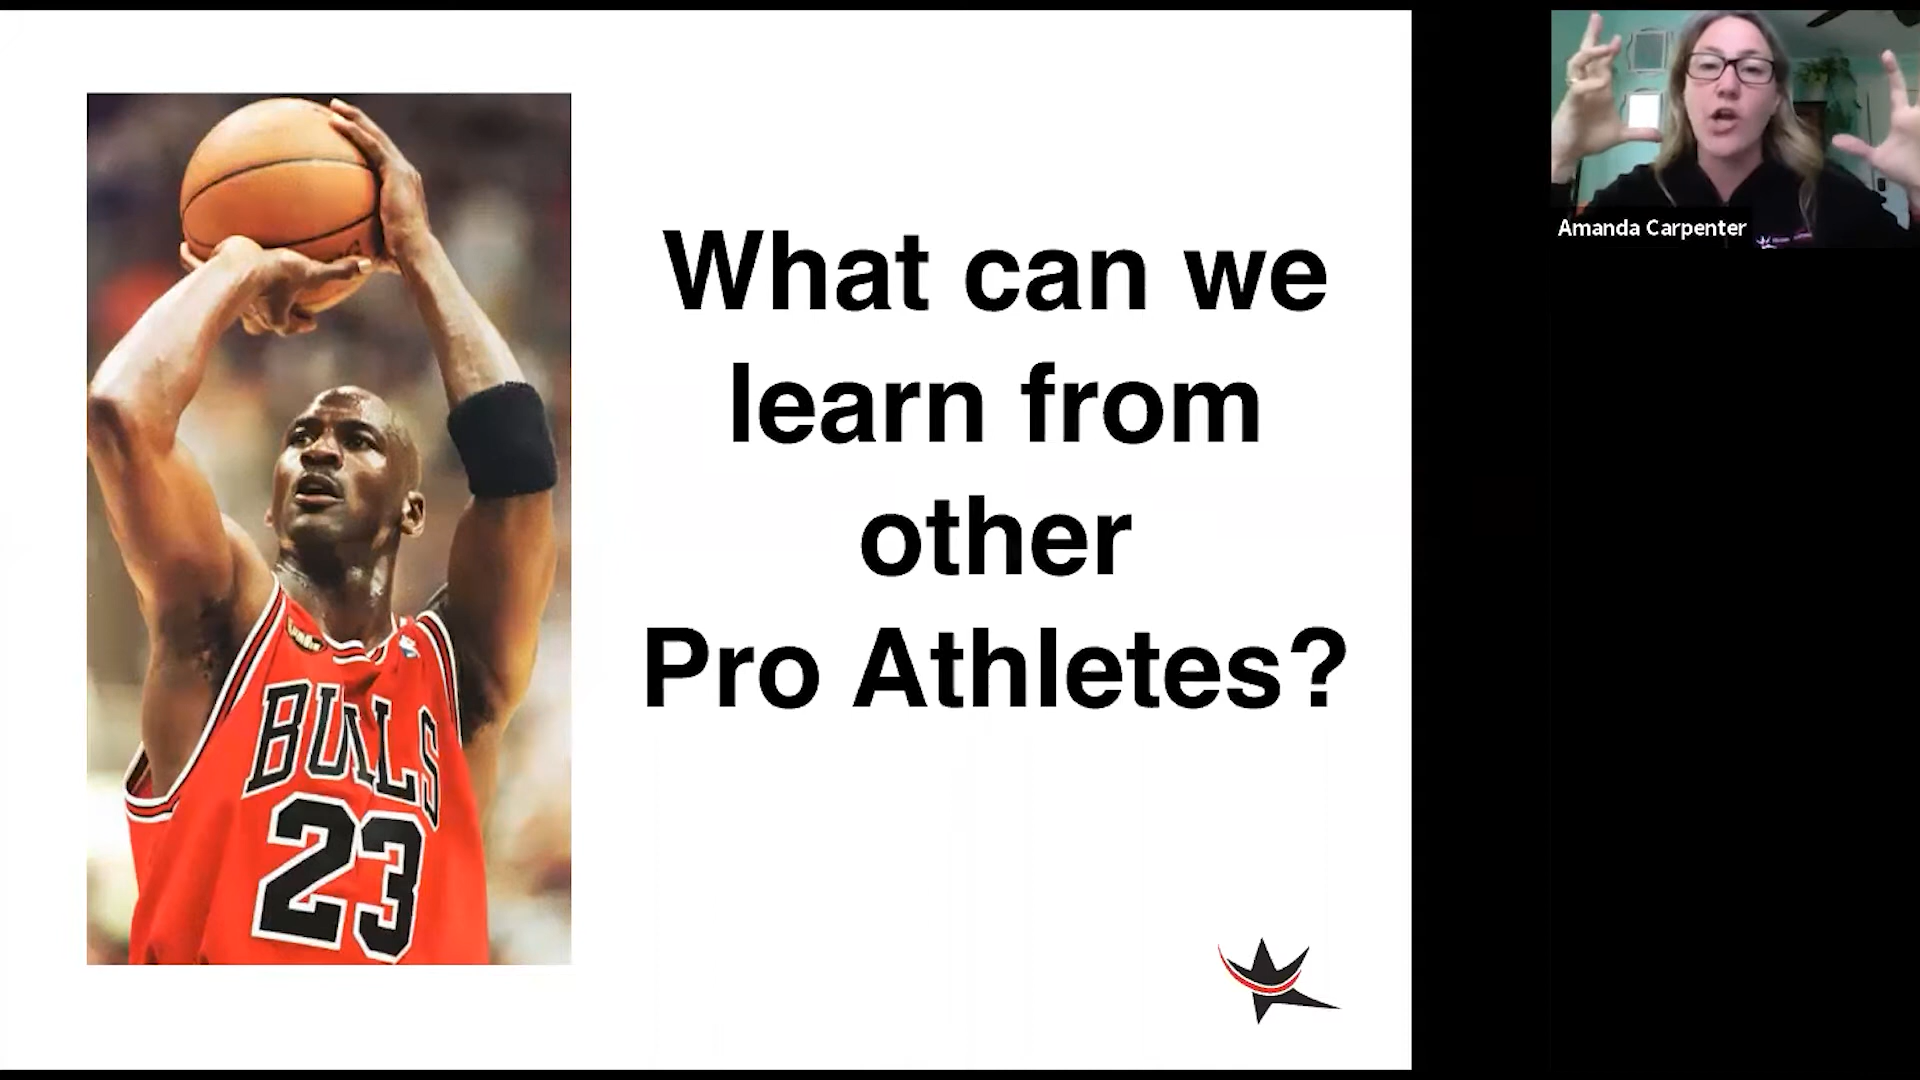 What can we
learn from
other
Pro Athletes?
BULLS
23
Amanda Carpenter